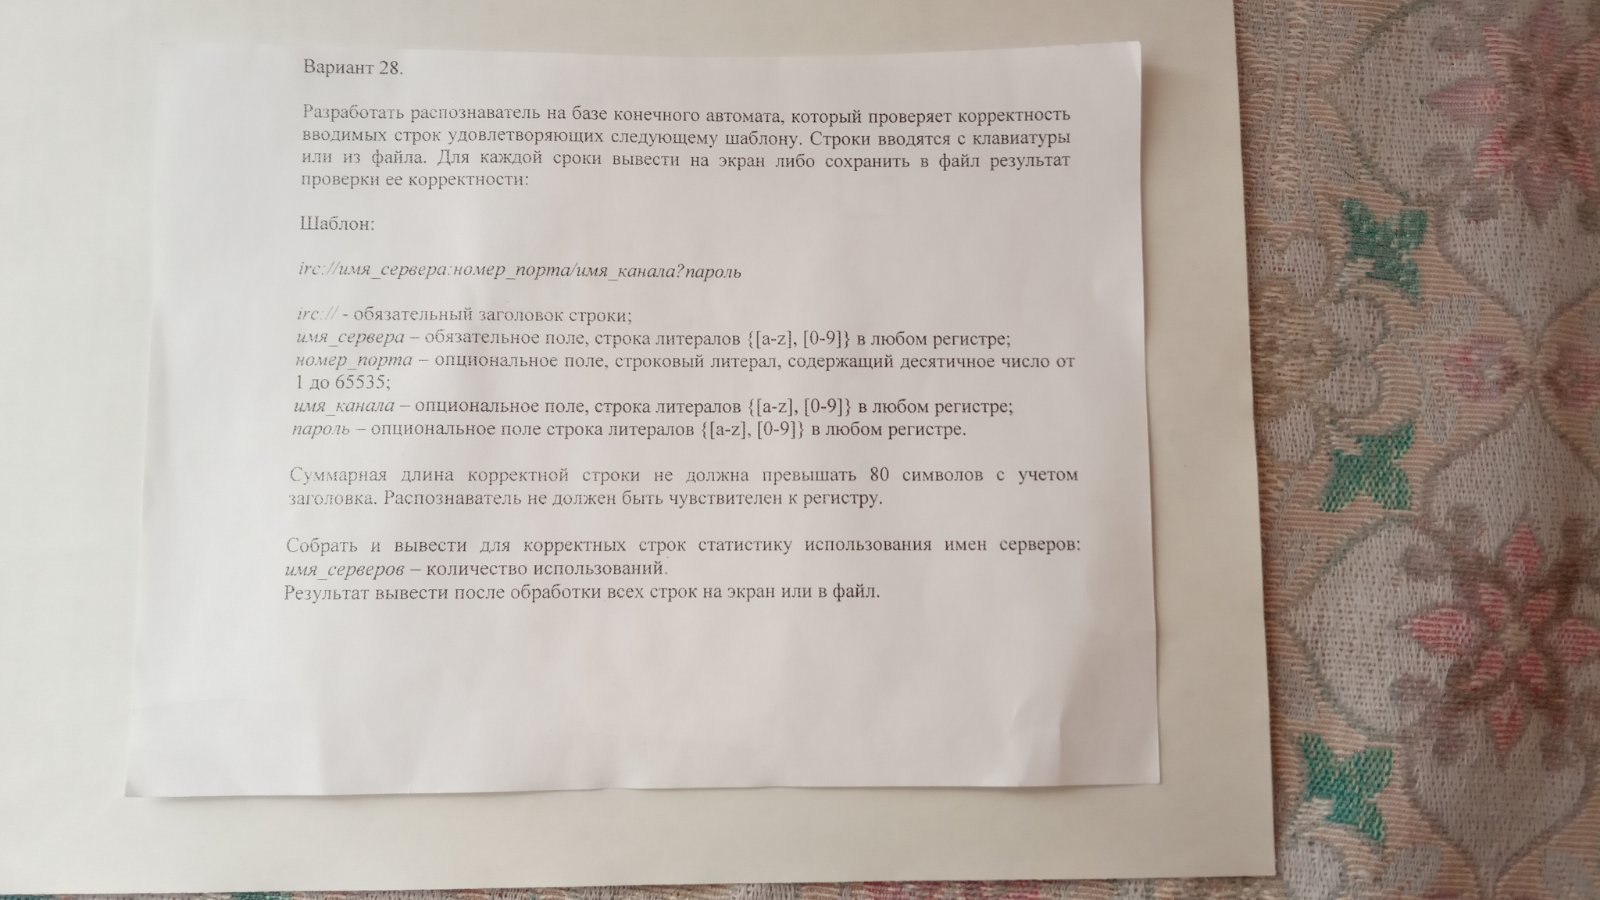 Вариант 28.
Разработать распознаватель на базе конечного автомата, который проверяет корректность
вводимых строк удовлетворяющих следующему шаблону. Строки вводятся с клавиатуры
или из файла. Для каждой сроки вывести на экран либо сохранить в файл результат
проверки ее корректности:
Шаблон:
irc://имя_сервера:номер_порта/имя_канала?пароль
irc:// - обязательный заголовок строки;
имя_сервера – обязательное поле, строка литералов {[a-z], [0-9]} в любом регистре;
номер_порта – опциональное поле, строковый литерал, содержащий десятичное число от
1 до 65535;
имя_канала – опциональное поле, строка литералов {[a-z], [0-9]} в любом регистре;
пароль – опциональное поле строка литералов {[a-z], [0-9]} в любом регистре.
Суммарная длина корректной строки не должна превышать 80 символов с учетом
заголовка. Распознаватель не должен быть чувствителен к регистру.
Собрать и вывести для корректных строк статистику использования имен серверов:
имя_серверов – количество использований.
Результат вывести после обработки всех строк на экран или в файл.